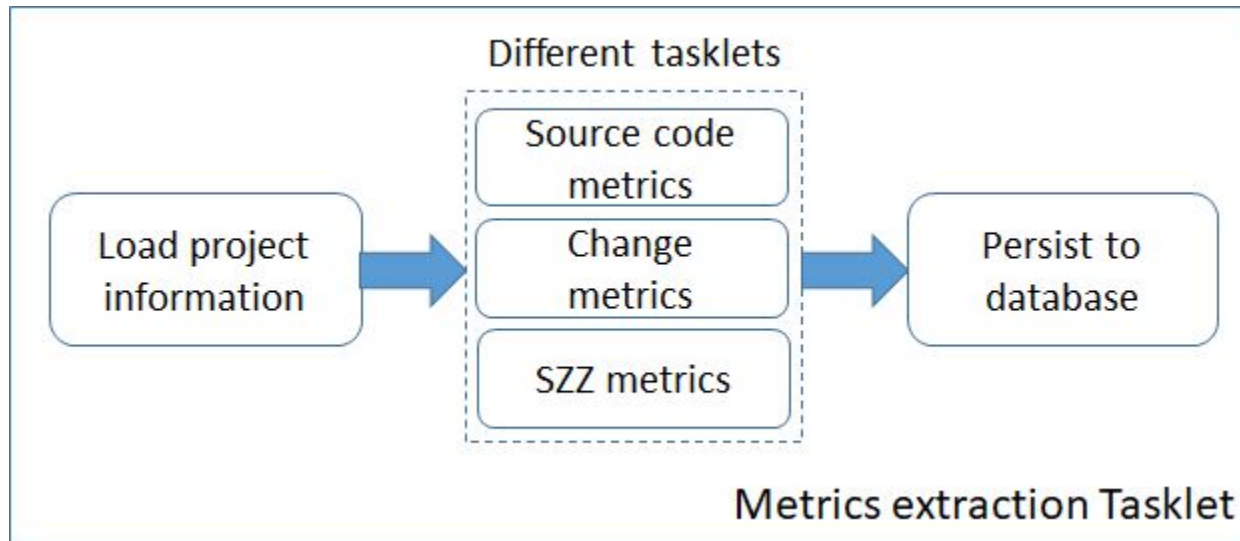 Different tasklets
Source code
metrics
Load project
information
Change
metrics
Persist to
database
SZZ metrics
Metrics extraction Tasklet